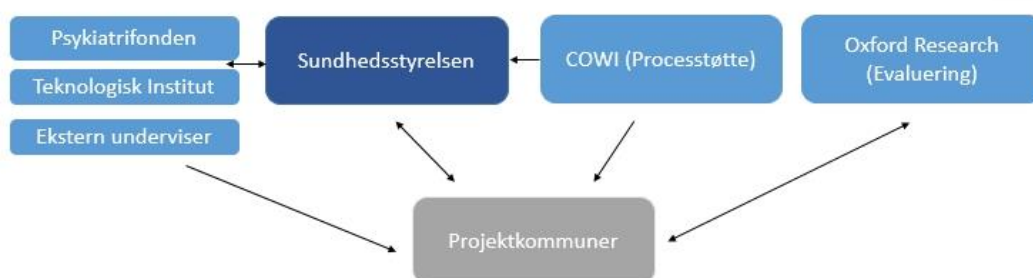 Psykiatrifonden
Teknologisk Institut
Ekstern underviser
Sundhedsstyrelsen
COWI (Processtøtte)
Oxford Research
(Evaluering)
Projektkommuner